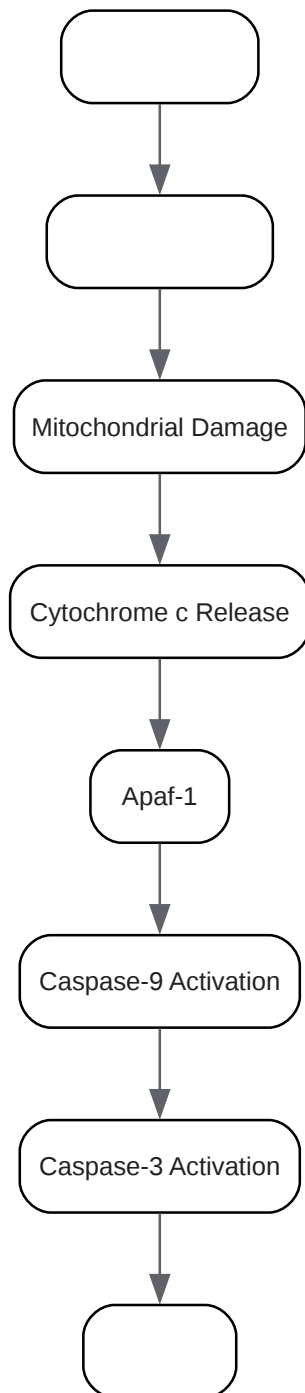 Mitochondrial Damage
Cytochrome c Release
Apaf-1
Caspase-9 Activation
Caspase-3 Activation